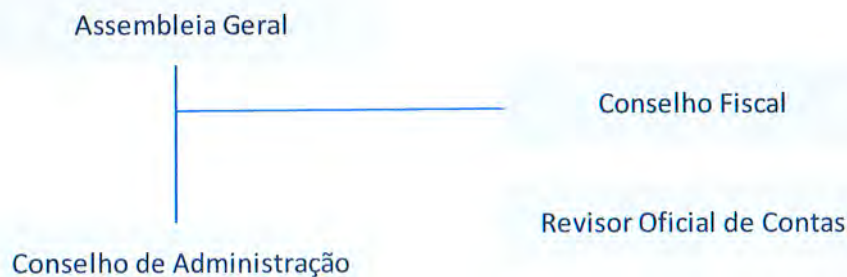 Assembleia Geral
Conselho Fiscal
Revisor Oficial de Contas
Conselho de Administração